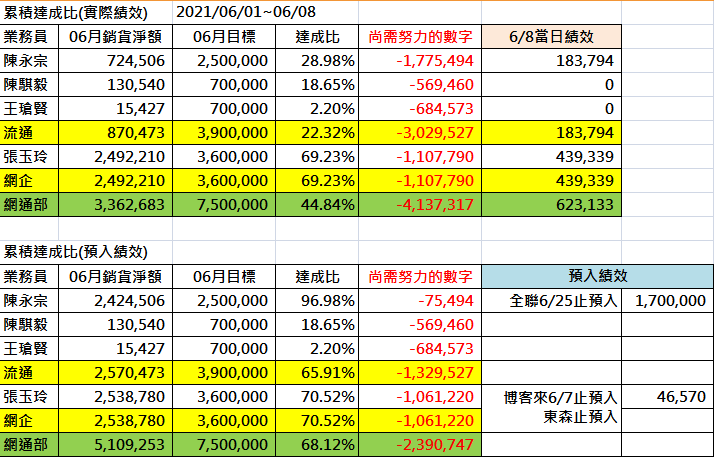 累積達成比(實際績效) 2021/06/01~06/08
業務員 06月銷貨淨額 06月目標 達成比 尚需努力的數字 6/8當日績效
陳永宗 724,506 2,500,000 28.98% -1,775,494 183,794
陳騏毅 130,540 700,000 18.65% -569,460 0
王瑲賢 15,427 700,000 2.20% -684,573 0
流通 870,473 3,900,000 22.32% -3,029,527 183,794
張玉玲 2,492,210 3,600,000 69.23% -1,107,790 439,339
網企 2,492,210 3,600,000 69.23% -1,107,790 439,339
網通部 3,362,683 7,500,000 44.84% -4,137,317 623,133
累積達成比(預入績效)
業務員 06月銷貨淨額 06月目標 達成比 尚需努力的數字 預入績效
陳永宗 2,424,506 2,500,000 96.98% -75,494 全聯6/25止預入 1,700,000
陳騏毅 130,540 700,000 18.65% -569,460
王瑲賢 15,427 700,000 2.20% -684,573
流通 2,570,473 3,900,000 65.91% -1,329,527
張玉玲 2,538,780 3,600,000 70.52% -1,061,220 博客來6/7止預入 46,570
網企 2,538,780 3,600,000 70.52% -1,061,220 東森止預入
網通部 5,109,253 7,500,000 68.12% -2,390,747